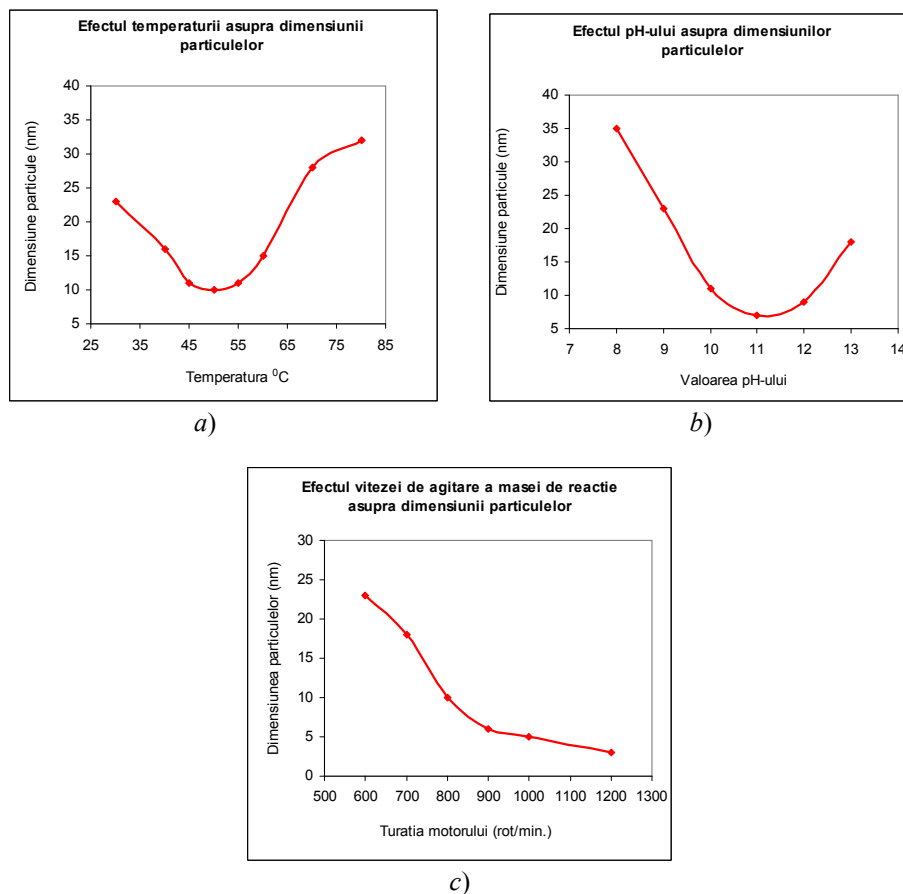 Efectul temperaturii asupra dimensiunii
particulelor
Dimensiune particule (nm)
40
35
30
25
20
15
10
5
25 35 45 55 65 75 85
Temperatura ⁰C
a)
Efectul pH-ului asupra dimensiunilor
particulelor
Dimensiune particule (nm)
40
35
30
25
20
15
10
5
7 8 9 10 11 12 13 14
Valoarea pH-ului
b)
Efectul vitezei de agitare a masei de reactie
asupra dimensiunii particulelor
Dimensiunea particulelor (nm)
30
25
20
15
10
5
0
500 600 700 800 900 1000 1100 1200 1300
Turatia motorului (rot/min.)
c)